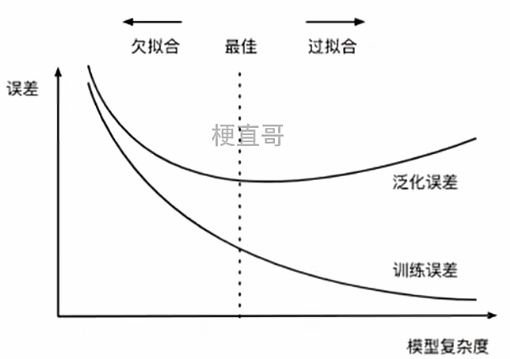 欠拟合 最佳 过拟合
误差
梗直哥
泛化误差
训练误差
模型复杂度